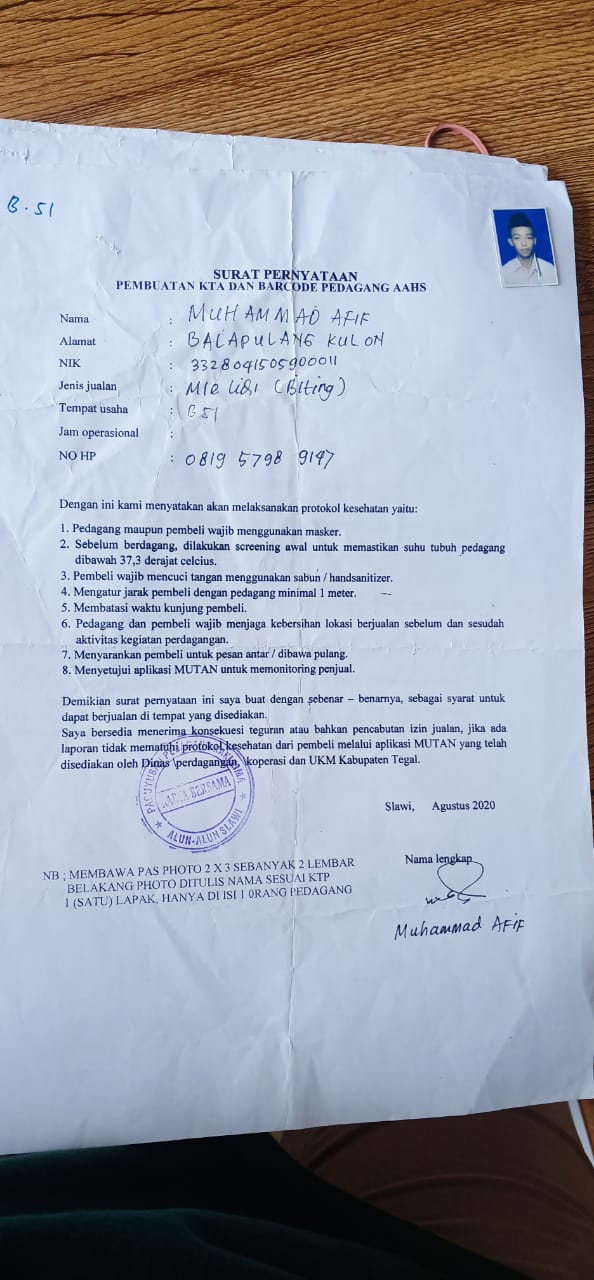 B.51
SURAT PERNYATAAN
PEMBUATAN KTA DAN BARCODE PEDAGANG AAHS
Nama : MUHAMMAD AFIF
Alamat : BALAPULANG KULON
NIK : 3328041505900011
Jenis jualan : Mie lidi (Biting)
Tempat usaha : B51
Jam operasional :
NO HP : 0819 5798 9147
Dengan ini kami menyatakan akan melaksanakan protokol kesehatan yaitu:
1. Pedagang maupun pembeli wajib menggunakan masker.
2. Sebelum berdagang, dilakukan screening awal untuk memastikan suhu tubuh pedagang
dibawah 37,3 derajat celcius.
3. Pembeli wajib mencuci tangan menggunakan sabun / handsanitizer.
4. Mengatur jarak pembeli dengan pedagang minimal 1 meter.
5. Membatasi waktu kunjung pembeli.
6. Pedagang dan pembeli wajib menjaga kebersihan lokasi berjualan sebelum dan sesudah
aktivitas kegiatan perdagangan.
7. Menyarankan pembeli untuk pesan antar / dibawa pulang.
8. Menyetujui aplikasi MUTAN untuk memonitoring penjual.
Demikian surat pernyataan ini saya buat dengan sebenar – benarnya, sebagai syarat untuk
dapat berjualan di tempat yang disediakan.
Saya bersedia menerima konsekuesi teguran atau bahkan pencabutan izin jualan, jika ada
laporan tidak mematuhi protokol kesehatan dari pembeli melalui aplikasi MUTAN yang telah
disediakan oleh Dinas \perdagangan, koperasi dan UKM Kabupaten Tegal.
KARYA BERSAMA
ALUN-ALUN SLAWI
Slawi, Agustus 2020
Nama lengkap
NB ; MEMBAWA PAS PHOTO 2 X 3 SEBANYAK 2 LEMBAR
BELAKANG PHOTO DITULIS NAMA SESUAI KTP
1 (SATU) LAPAK, HANYA DI ISI 1 0RANG PEDAGANG
Muhammad AFIF